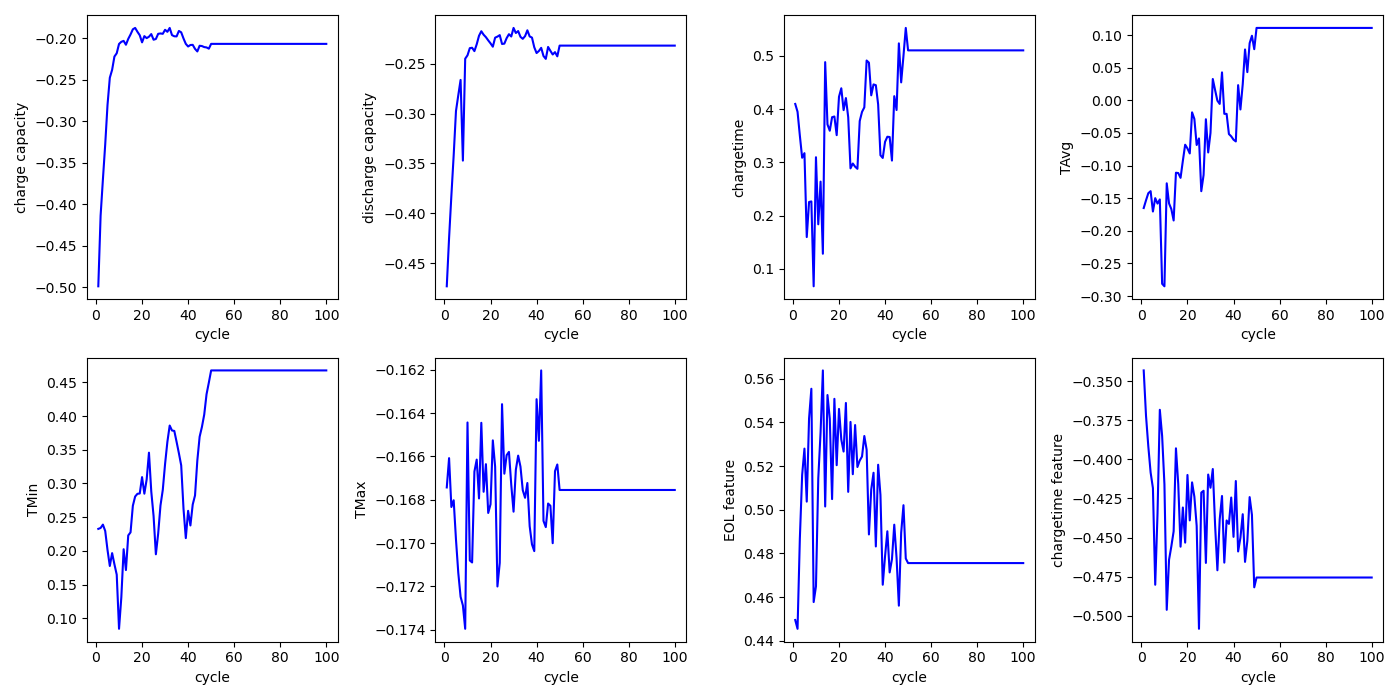 charge capacity
−0.20
−0.25
−0.30
−0.35
−0.40
−0.45
−0.50
0 20 40 60 80 100
cycle
discharge capacity
−0.25
−0.30
−0.35
−0.40
−0.45
0 20 40 60 80 100
cycle
chargetime
0.5
0.4
0.3
0.2
0.1
0 20 40 60 80 100
cycle
TAvg
0.10
0.05
0.00
−0.05
−0.10
−0.15
−0.20
−0.25
−0.30
0 20 40 60 80 100
cycle
TMin
0.45
0.40
0.35
0.30
0.25
0.20
0.15
0.10
0 20 40 60 80 100
cycle
TMax
−0.162
−0.164
−0.166
−0.168
−0.170
−0.172
−0.174
0 20 40 60 80 100
cycle
EOL feature
0.56
0.54
0.52
0.50
0.48
0.46
0.44
0 20 40 60 80 100
cycle
chargetime feature
−0.350
−0.375
−0.400
−0.425
−0.450
−0.475
−0.500
0 20 40 60 80 100
cycle